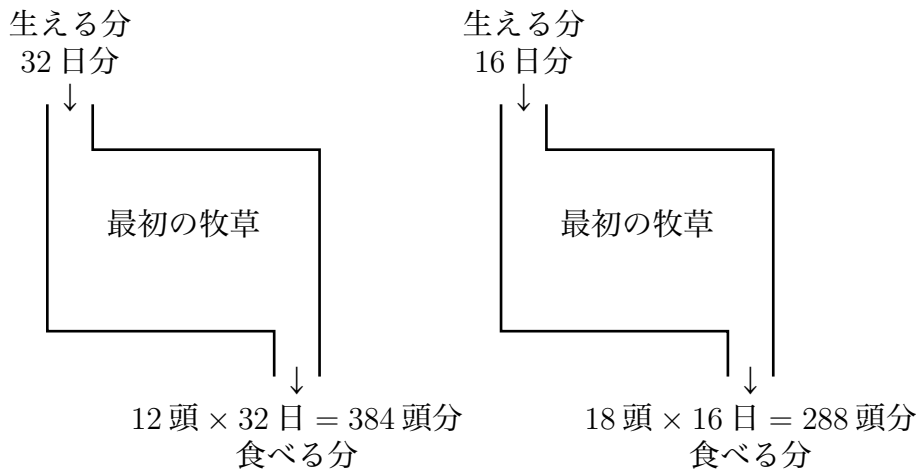 生える分
32 日分
↓
最初の牧草
↓
12 頭 × 32 日 = 384 頭分
食べる分
生える分
16 日分
↓
最初の牧草
↓
18 頭 × 16 日 = 288 頭分
食べる分